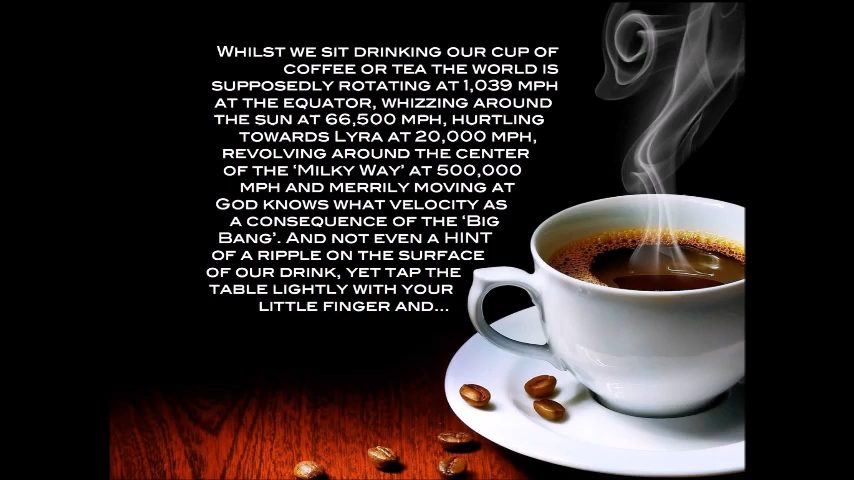 Whilst we sit drinking our cup of
coffee or tea the world is
supposedly rotating at 1,039 mph
at the equator, whizzing around
the sun at 66,500 mph, hurtling
towards Lyra at 20,000 mph,
revolving around the center
of the ‘Milky Way’ at 500,000
mph and merrily moving at
God knows what velocity as
a consequence of the ‘Big
Bang’. And not even a HINT
of a ripple on the surface
of our drink, yet tap the
table lightly with your
little finger and...